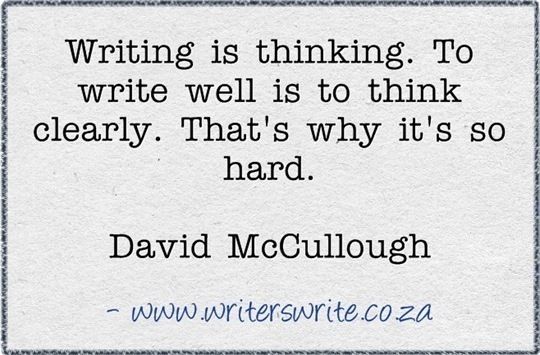 Writing is thinking. To
write well is to think
clearly. That's why it's so
hard.
David McCullough
- www.writerswrite.co.za